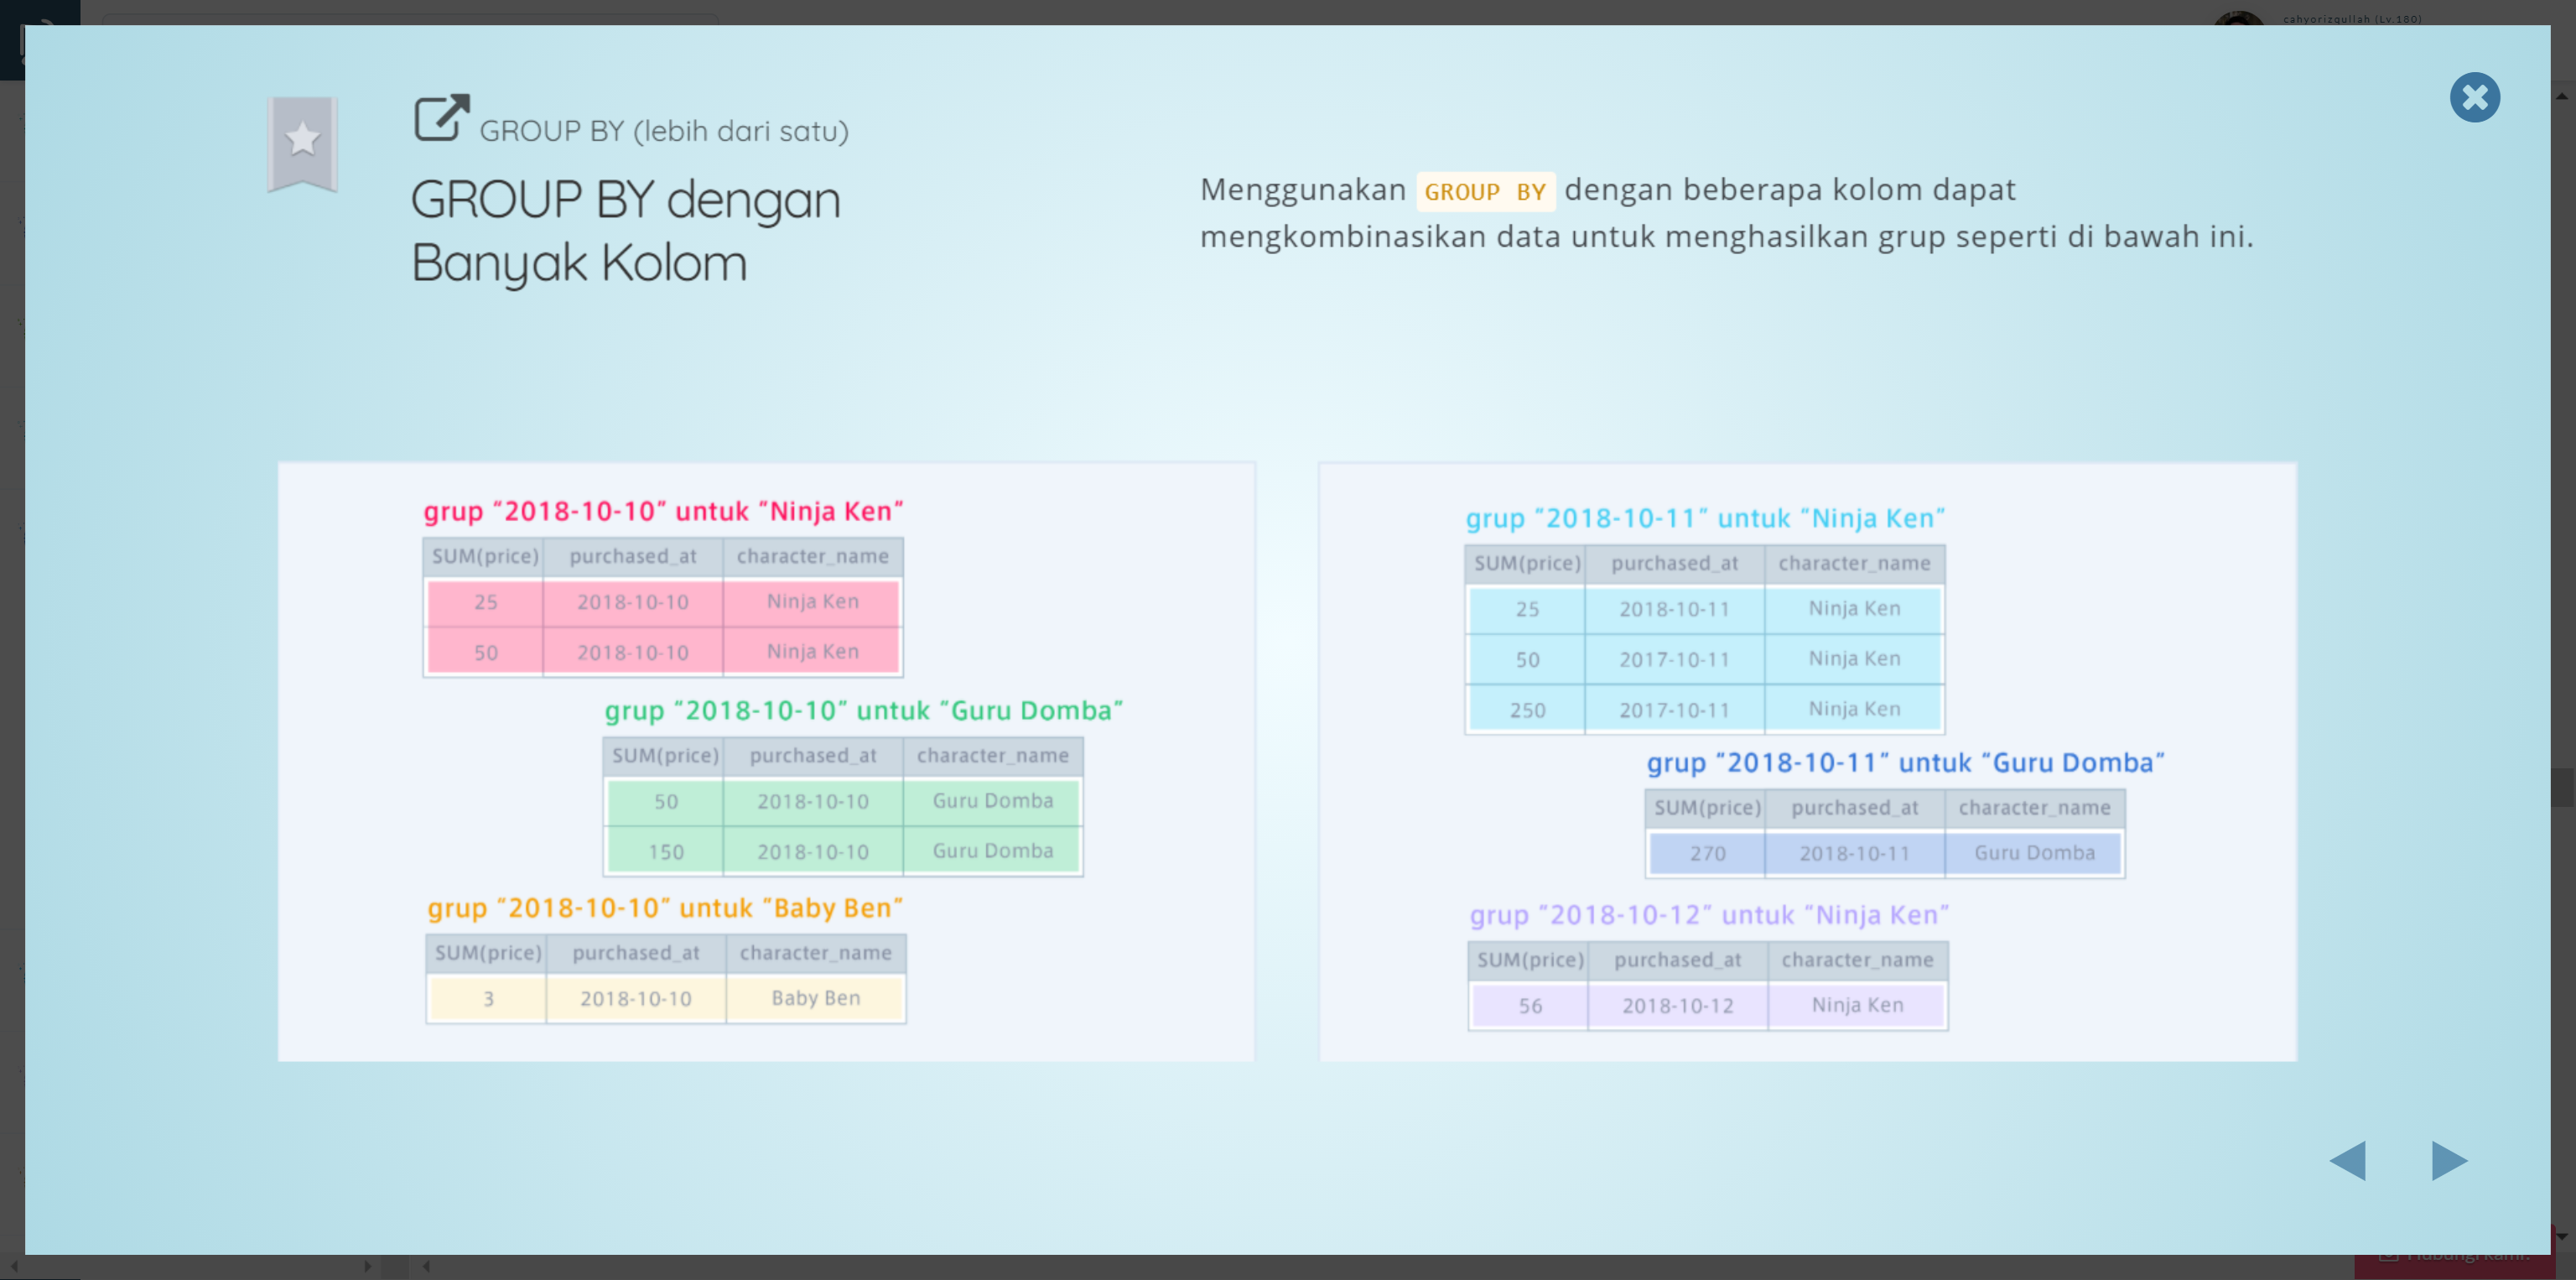 cahyorizqullah (Lv.180)
GROUP BY (lebih dari satu)
GROUP BY dengan
Banyak Kolom
Menggunakan GROUP BY dengan beberapa kolom dapat
mengkombinasikan data untuk menghasilkan grup seperti di bawah ini.
grup “2018-10-10” untuk “Ninja Ken”
SUM(price) purchased_at character_name
25 2018-10-10 Ninja Ken
50 2018-10-10 Ninja Ken
grup “2018-10-10” untuk “Guru Domba”
SUM(price) purchased_at character_name
50 2018-10-10 Guru Domba
150 2018-10-10 Guru Domba
grup “2018-10-10” untuk “Baby Ben”
SUM(price) purchased_at character_name
3 2018-10-10 Baby Ben
grup “2018-10-11” untuk “Ninja Ken”
SUM(price) purchased_at character_name
25 2018-10-11 Ninja Ken
50 2017-10-11 Ninja Ken
250 2017-10-11 Ninja Ken
grup “2018-10-11” untuk “Guru Domba”
SUM(price) purchased_at character_name
270 2018-10-11 Guru Domba
grup “2018-10-12” untuk “Ninja Ken”
SUM(price) purchased_at character_name
56 2018-10-12 Ninja Ken